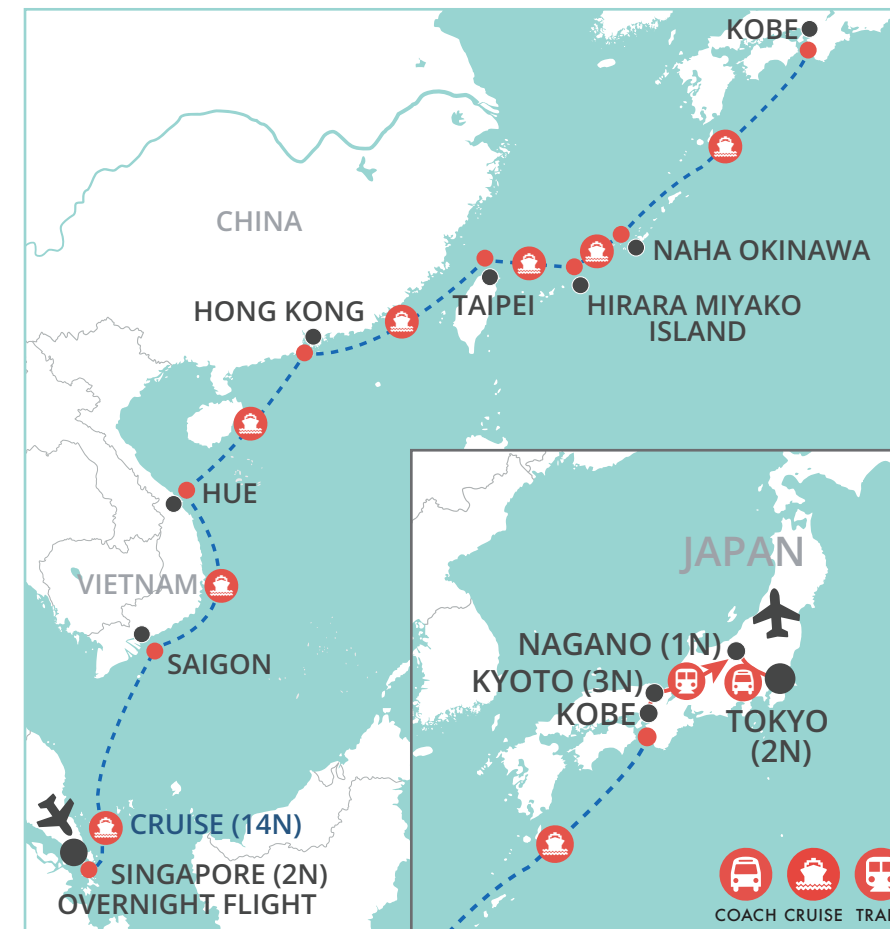 KOBE
CHINA
NAHA OKINAWA
HONG KONG
TAIPEI
HIRARA MIYAKO
ISLAND
HUE
VIETNAM
SAIGON
CRUISE (14N)
SINGAPORE (2N)
OVERNIGHT FLIGHT
JAPAN
NAGANO (1N)
KYOTO (3N)
KOBE
TOKYO
(2N)
COACH CRUISE